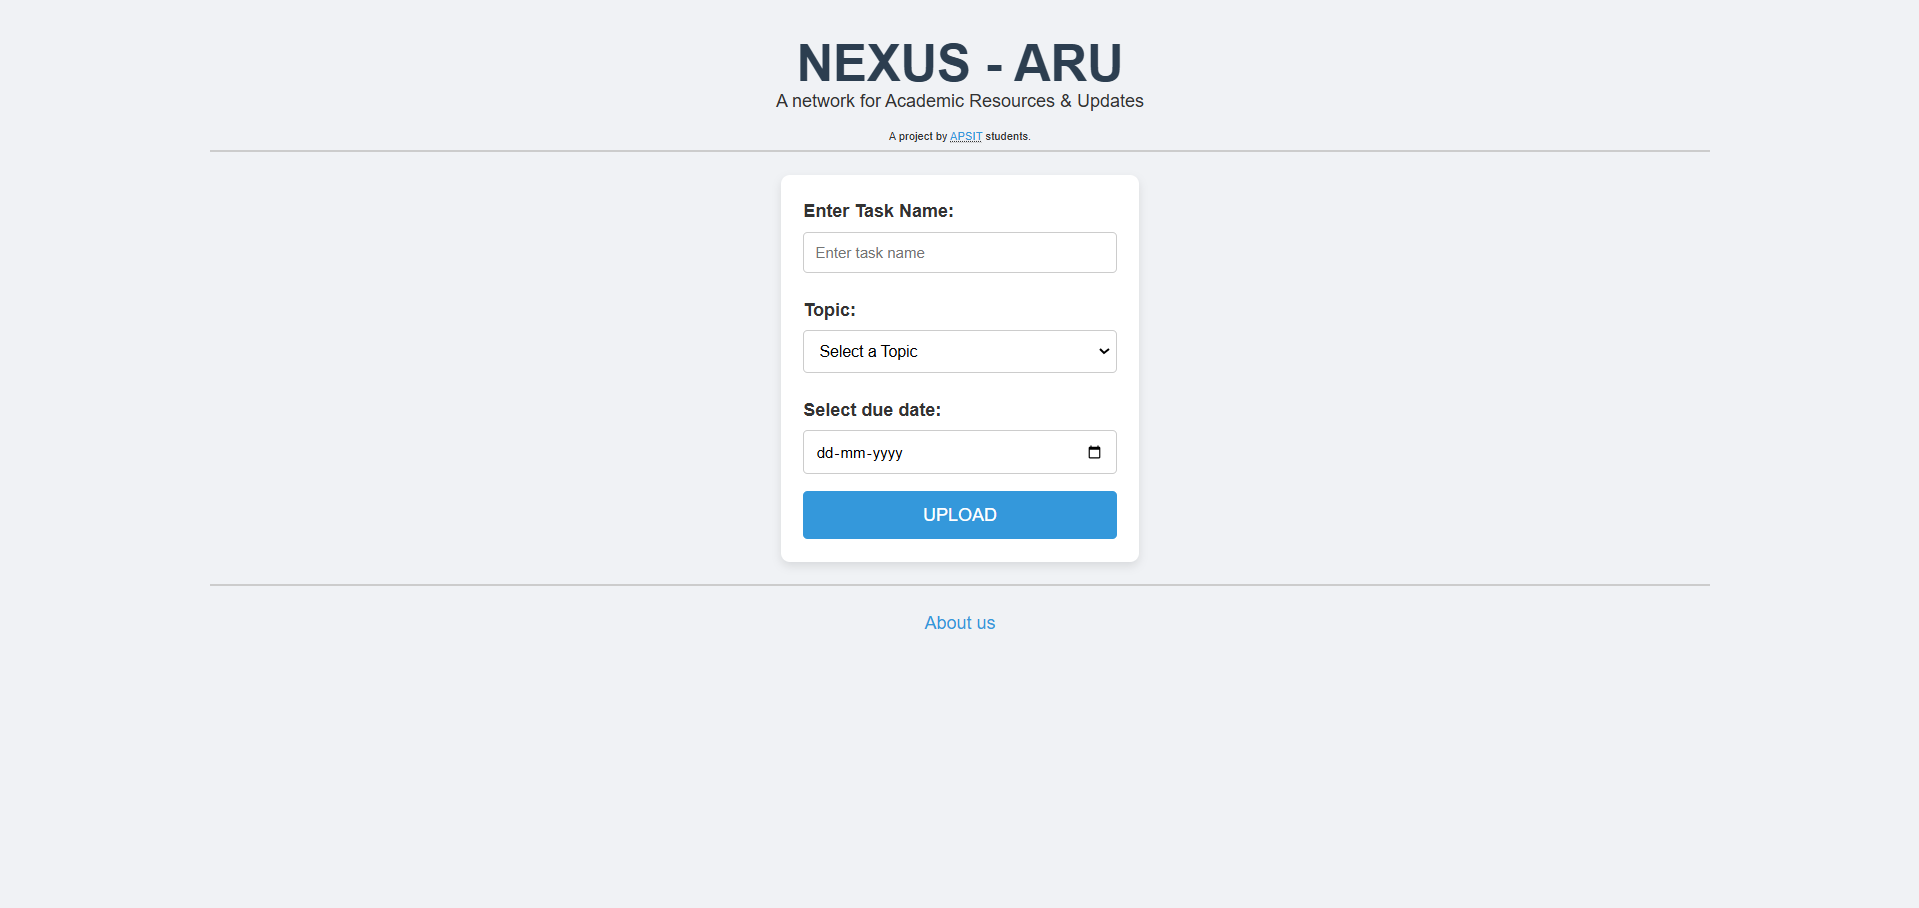 NEXUS - ARU
A network for Academic Resources & Updates
A project by APSIT students.
Enter Task Name:
Enter task name
Topic:
Select a Topic
Select due date:
dd-mm-yyyy
UPLOAD
About us